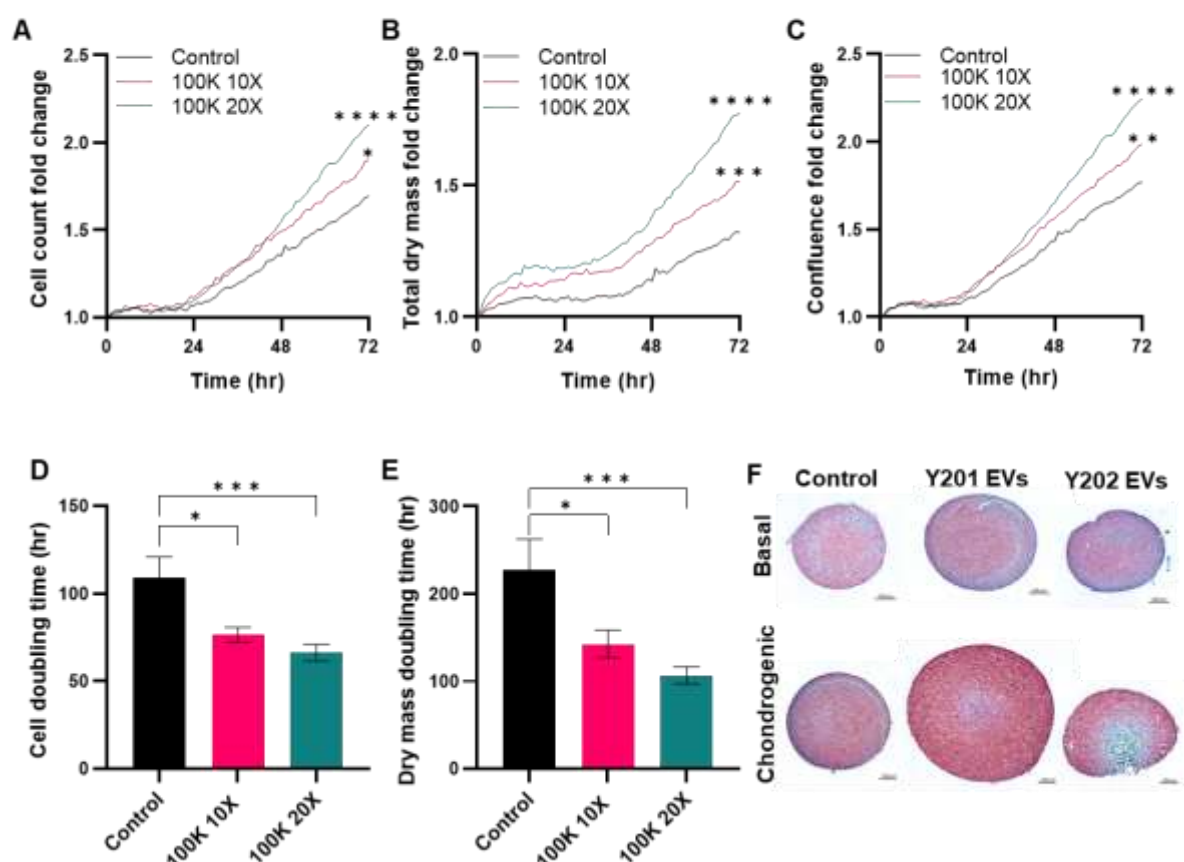 A
Cell count fold change
2.5
2.0
1.5
1.0
Control
100K 10X
100K 20X
* * * *
*
0 24 48 72
Time (hr)
B
Total dry mass fold change
2.0
1.5
1.0
Control
100K 10X
100K 20X
* * * *
* * *
0 24 48 72
Time (hr)
C
Confluence fold change
2.5
2.0
1.5
1.0
Control
100K 10X
100K 20X
* * * *
* *
0 24 48 72
Time (hr)
D
Cell doubling time (hr)
150
100
50
0
* * *
*
Control
100K 10X
100K 20X
E
Dry mass doubling time (hr)
300
200
100
0
* * *
*
Control
100K 10X
100K 20X
F
Control Y201 EVs Y202 EVs
Basal
Chondrogenic